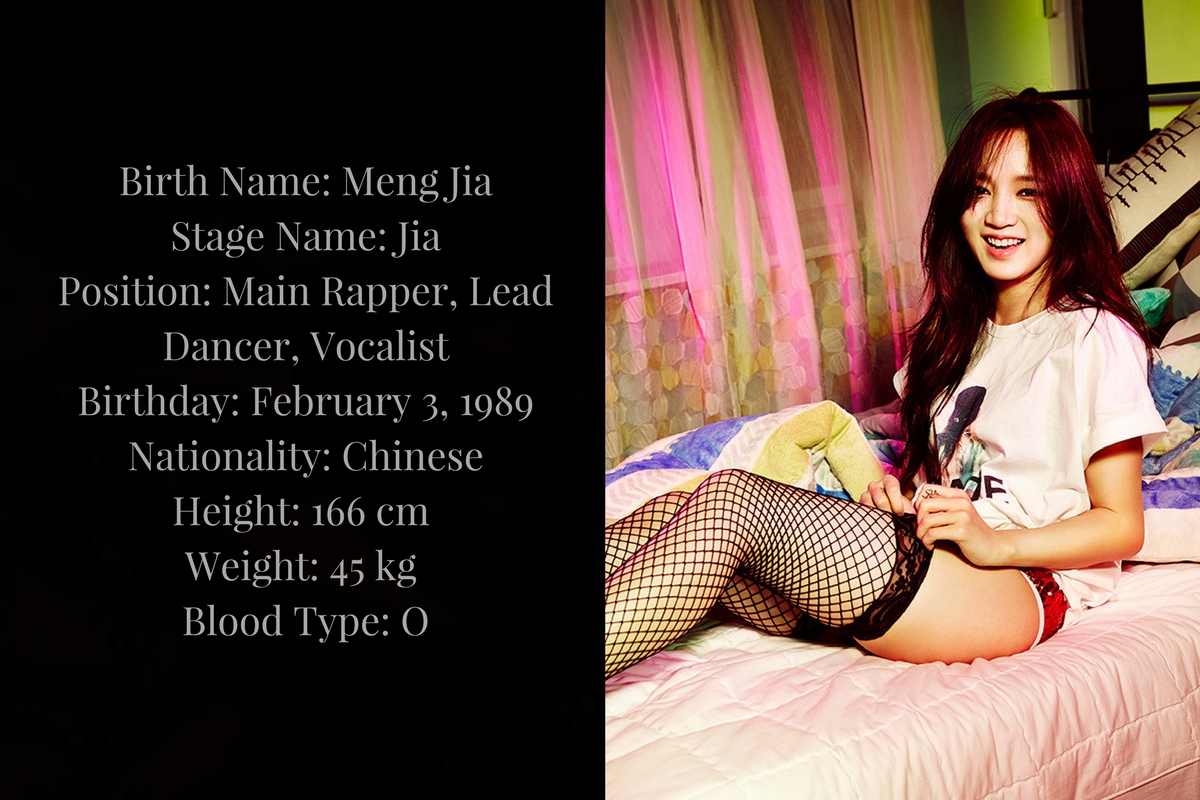 Birth Name: Meng Jia
Stage Name: Jia
Position: Main Rapper, Lead
Dancer, Vocalist
Birthday: February 3, 1989
Nationality: Chinese
Height: 166 cm
Weight: 45 kg
Blood Type: O